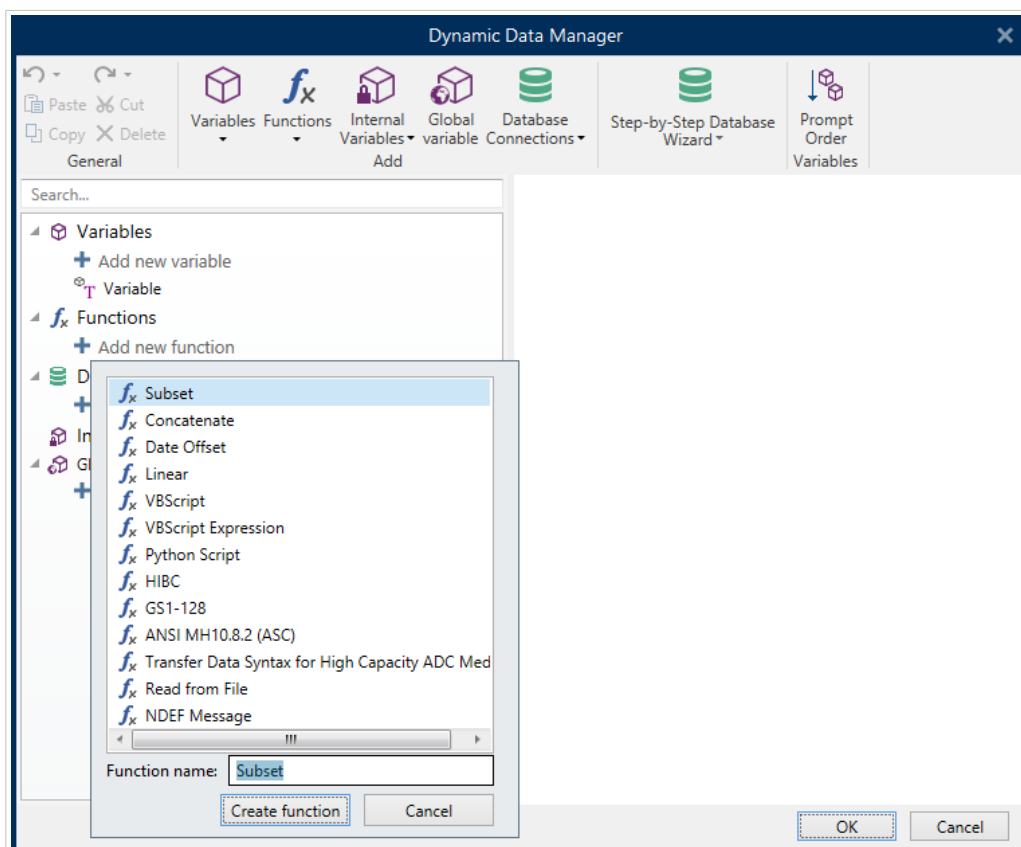 Dynamic Data Manager
Paste Cut
Copy Delete
General
Variables Functions Internal Variables Global variable Database Connections
Add
Step-by-Step Database Wizard
Prompt Order
Variables
Search...
Variables
Add new variable
Variable
Functions
Add new function
D
In
Gl
Subset
Concatenate
Date Offset
Linear
VBScript
VBScript Expression
Python Script
HIBC
GS1-128
ANSI MH10.8.2 (ASC)
Transfer Data Syntax for High Capacity ADC Med
Read from File
NDEF Message
Function name: Subset
Create function Cancel
OK Cancel